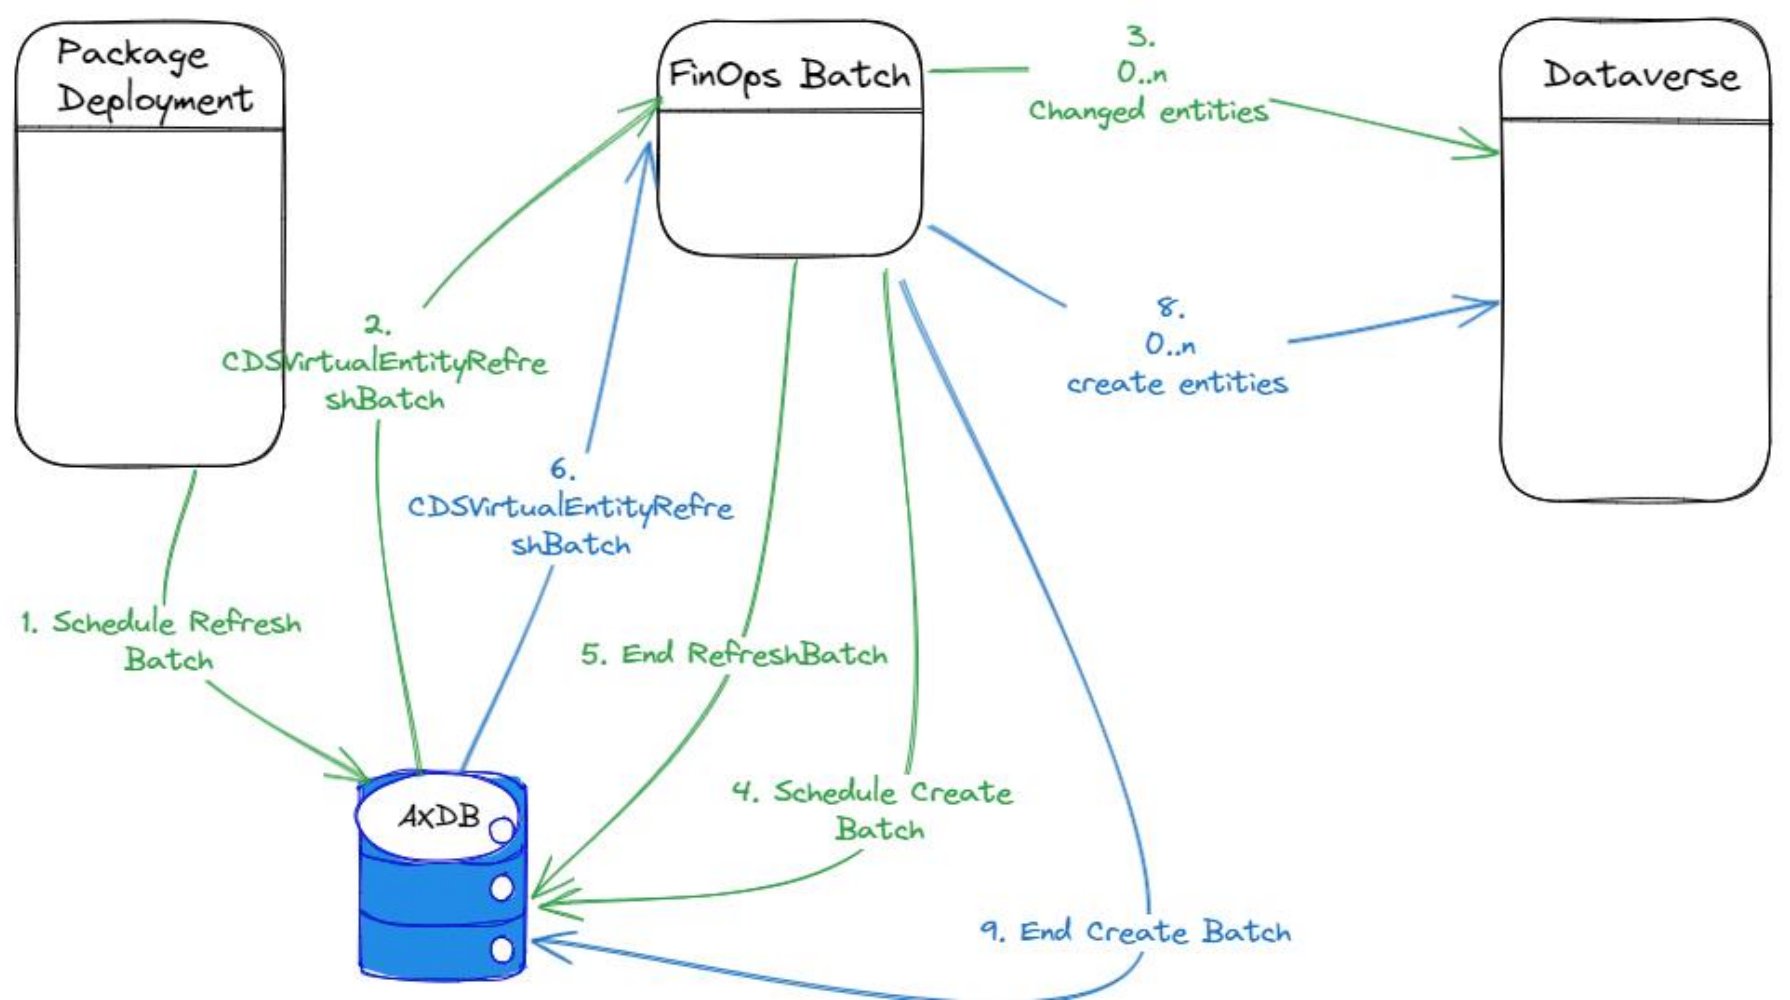 Package
Deployment
FinOps Batch
3.
0..n
Changed entities
Dataverse
2.
CDSVirtualEntityRefre
shBatch
8.
0..n
create entities
6.
CDSVirtualEntityRefre
shBatch
1. Schedule Refresh
Batch
5. End RefreshBatch
4. Schedule Create
Batch
AXDB
9. End Create Batch